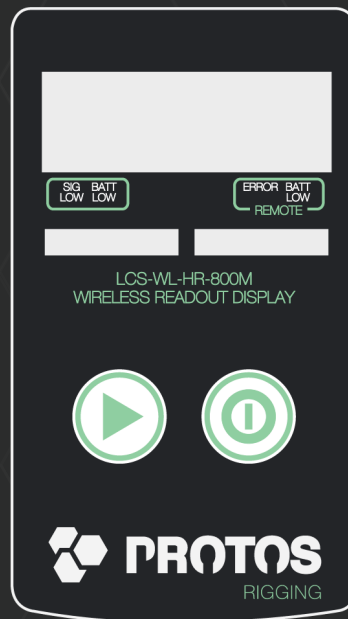 SIG BATT
LOW LOW
ERROR BATT
LOW
REMOTE
LCS-WL-HR-800M
WIRELESS READOUT DISPLAY
PROTOS
RIGGING